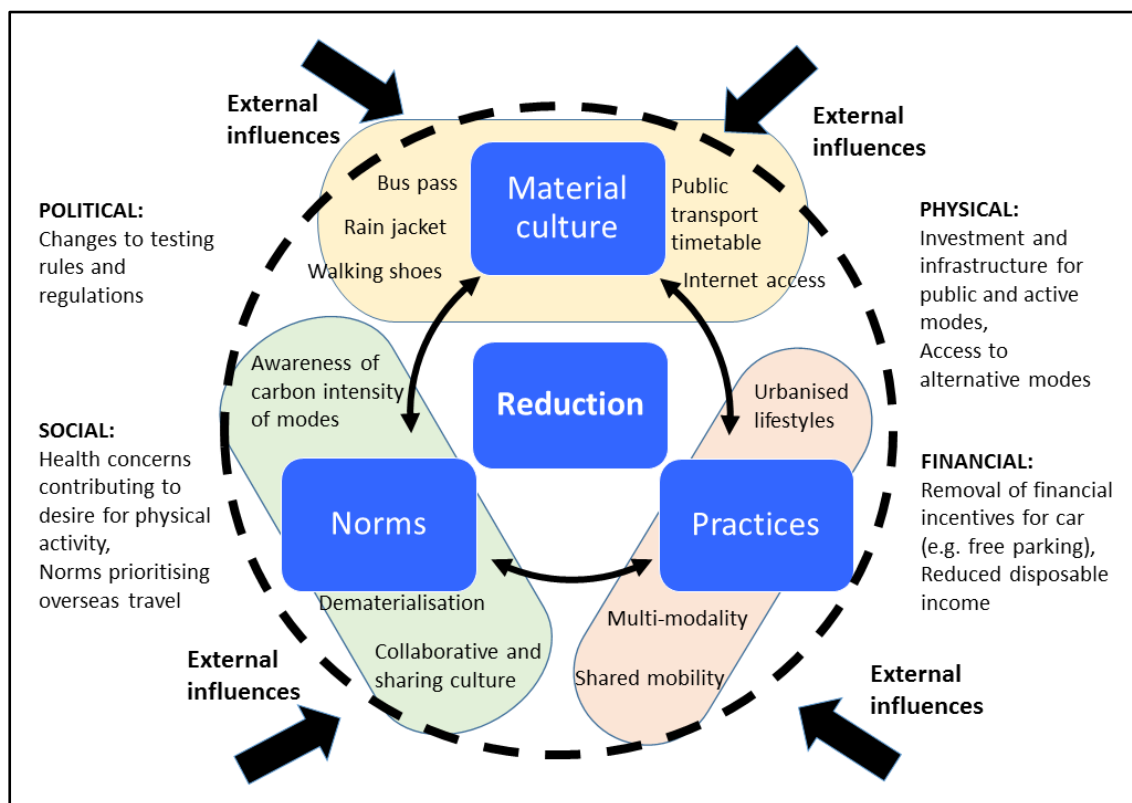 External
influences
External
influences
Bus pass
Rain jacket
Walking shoes
Material
culture
Public
transport
timetable
Internet access
POLITICAL:
Changes to testing
rules and
regulations
PHYSICAL:
Investment and
infrastructure for
public and active
modes,
Access to
alternative modes
Awareness of
carbon intensity
of modes
Reduction
Urbanised
lifestyles
SOCIAL:
Health concerns
contributing to
desire for physical
activity,
Norms prioritising
overseas travel
Norms
Practices
FINANCIAL:
Removal of financial
incentives for car
(e.g. free parking),
Reduced disposable
income
Dematerialisation
Collaborative and
sharing culture
Multi-modality
Shared mobility
External
influences
External
influences